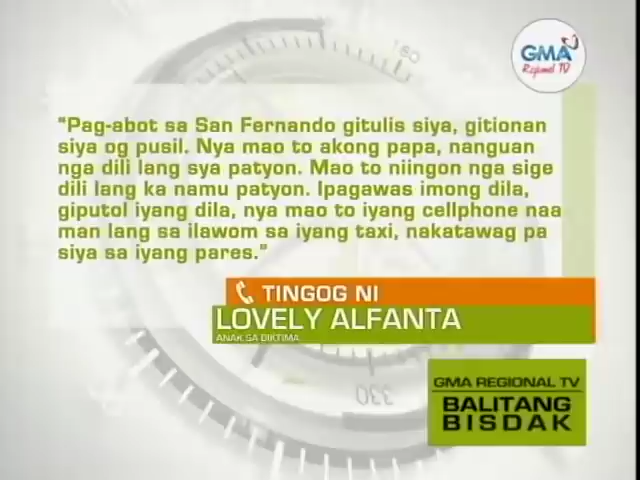 GMA
Regional TV
160
"Pag-abot sa San Fernando gitulis siya, gitionan
siya og pusil. Nya mao to akong papa, nanguan
nga dili lang sya patyon. Mao to niingon nga sige
dili lang ka namu patyon. Ipagawas imong dila,
giputol iyang dila, nya mao to iyang cellphone naa
man lang sa ilawom sa iyang taxi, nakatawag pa
siya sa iyang pares."
TINGOG NI
LOVELY ALFANTA
ANAK SA BIKTIMA
330
GMA REGIONAL TV
BALITANG
BISDAK